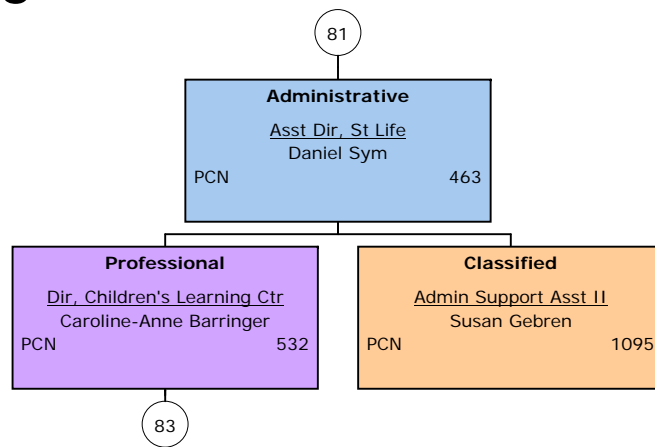 81
Administrative
Asst Dir, St Life
Daniel Sym
PCN 463
Professional
Dir, Children's Learning Ctr
Caroline-Anne Barringer
PCN 532
Classified
Admin Support Asst II
Susan Gebren
PCN 1095
83